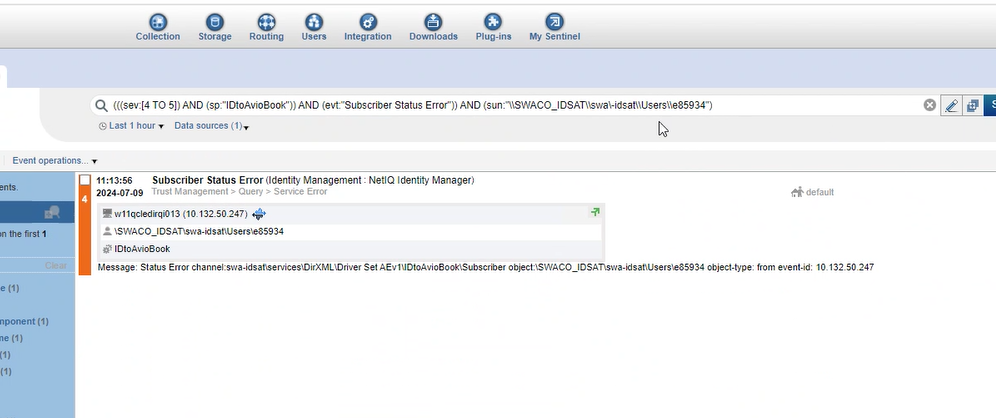 Collection Storage Routing Users Integration Downloads Plug-ins My Sentinel
(((sev:[4 TO 5]) AND (sp:"IDtoAvioBook")) AND (evt:"Subscriber Status Error")) AND (sun:"\\SWACO_IDSAT\\swa\-idsat\\Users\\e85934")
Last 1 hour Data sources (1)
Event operations...
ents.
11:13:56 Subscriber Status Error (Identity Management : NetIQ Identity Manager)
4 2024-07-09 Trust Management > Query > Service Error default
w11qcledirqi013 (10.132.50.247)
on the first 1 \SWACO_IDSAT\swa-idsat\Users\e85934
IDtoAvioBook
Clear Message: Status Error channel:swa-idsat\services\DirXML\Driver Set AEv1\IDtoAvioBook\Subscriber object:\SWACO_IDSAT\swa-idsat\Users\e85934 object-type: from event-id: 10.132.50.247
e (1)
mponent (1)
me (1)
(1)
(1)